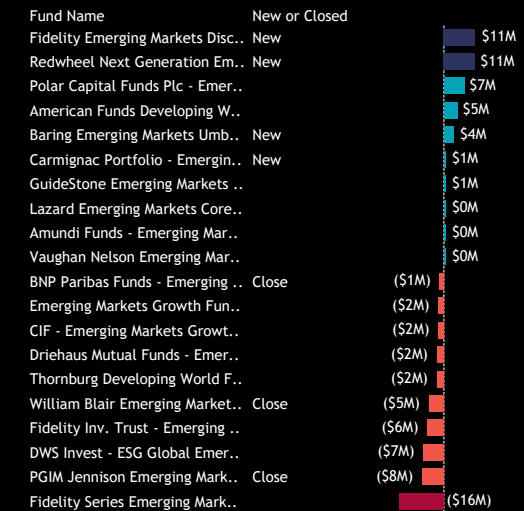 Fund Name New or Closed
Fidelity Emerging Markets Disc.. New $11M
Redwheel Next Generation Em.. New $11M
Polar Capital Funds Plc - Emer.. $7M
American Funds Developing W.. $5M
Baring Emerging Markets Umb.. New $4M
Carmignac Portfolio - Emergin.. New $1M
GuideStone Emerging Markets .. $1M
Lazard Emerging Markets Core.. $0M
Amundi Funds - Emerging Mar.. $0M
Vaughan Nelson Emerging Mar.. $0M
BNP Paribas Funds - Emerging .. Close ($1M)
Emerging Markets Growth Fun.. ($2M)
CIF - Emerging Markets Growt.. ($2M)
Driehaus Mutual Funds - Emer.. ($2M)
Thornburg Developing World F.. ($2M)
William Blair Emerging Market.. Close ($5M)
Fidelity Inv. Trust - Emerging .. ($6M)
DWS Invest - ESG Global Emer.. ($7M)
PGIM Jennison Emerging Mark.. Close ($8M)
Fidelity Series Emerging Mark.. ($16M)